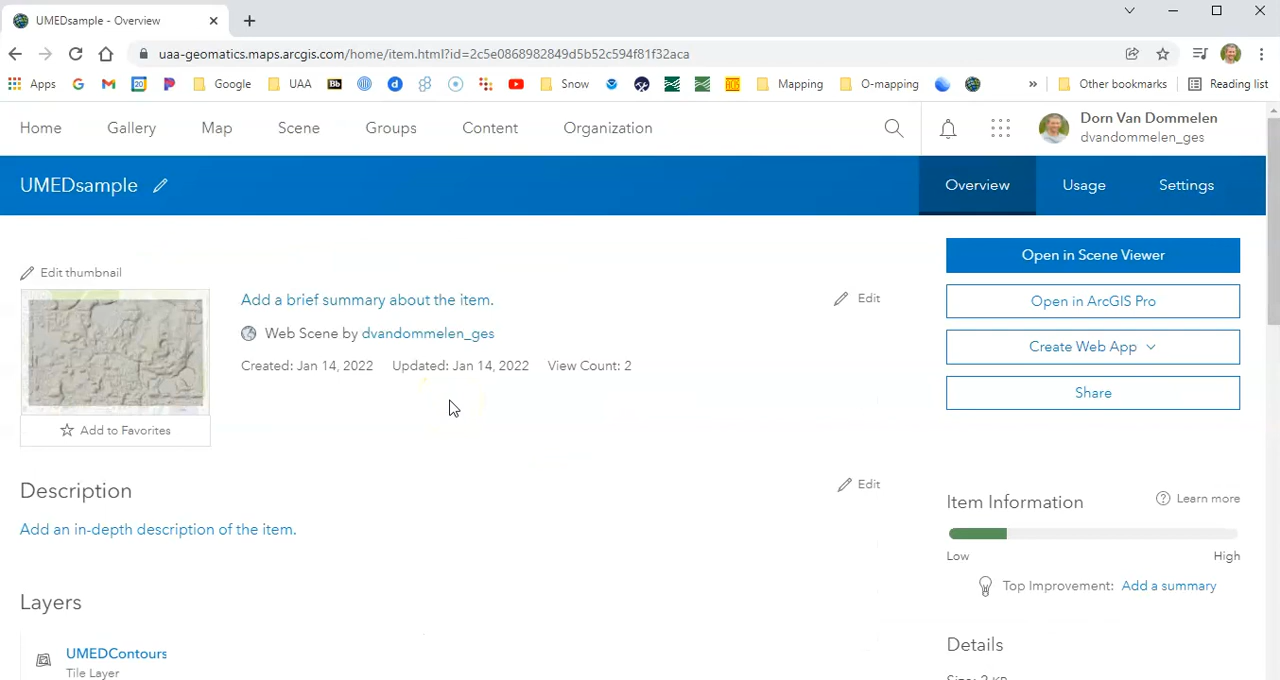 UMEDsample - Overview
uaa-geomatics.maps.arcgis.com/home/item.html?id=2c5e0868982849d5b52c594f81f32aca
Apps Google UAA Bb Snow Mapping O-mapping » Other bookmarks Reading list
Home Gallery Map Scene Groups Content Organization
Dorn Van Dommelen
dvandommelen_ges
UMEDsample Overview Usage Settings
Open in Scene Viewer
Edit thumbnail
Add a brief summary about the item. Edit
Open in ArcGIS Pro
Web Scene by dvandommelen_ges
Create Web App
Created: Jan 14, 2022 Updated: Jan 14, 2022 View Count: 2
Share
Add to Favorites
Description Edit
Item Information Learn more
Add an in-depth description of the item.
Low High
Top Improvement: Add a summary
Layers
Details
UMEDContours
Tile Layer